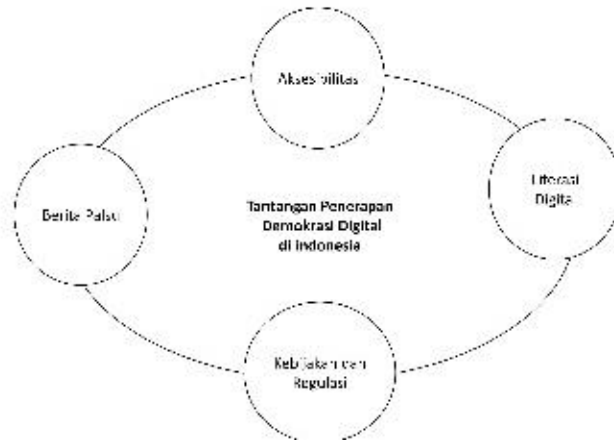 Aksesibilitas
Literasi
Digital
Berita Palsu
Tantangan Penerapan
Demokrasi Digital
di Indonesia
Kebijakan dan
Regulasi